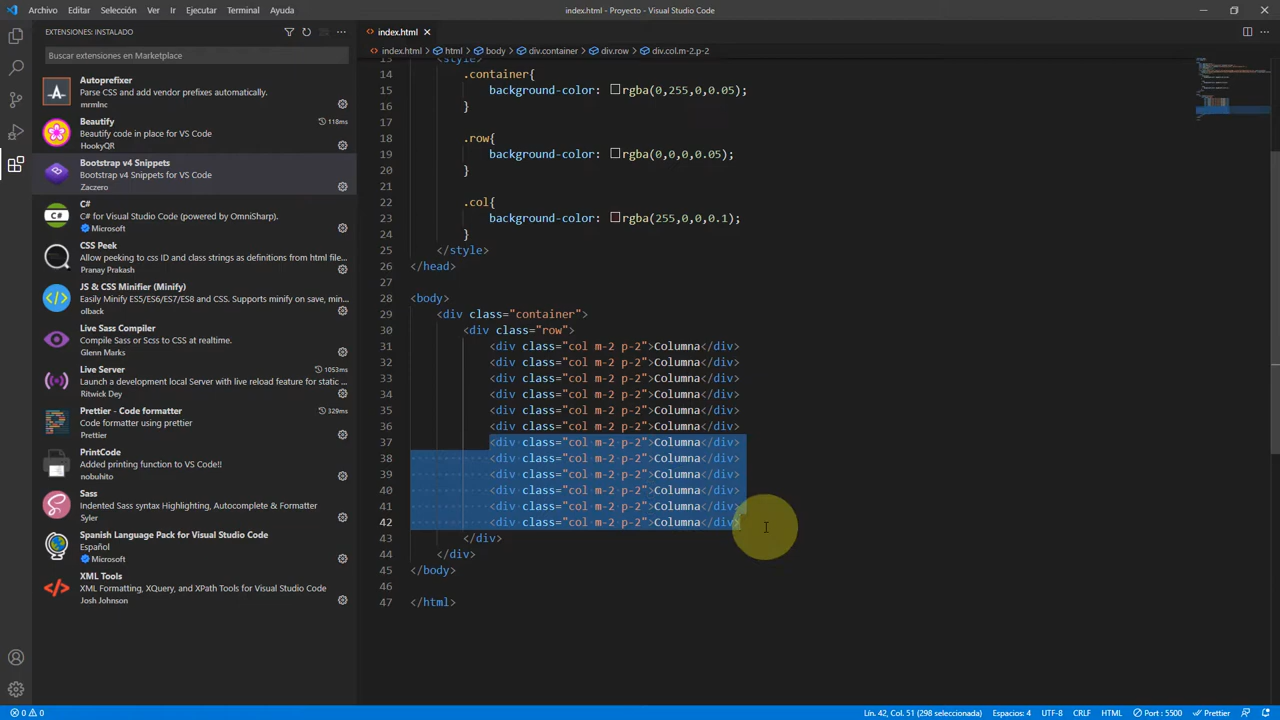 Archivo Editar Selección Ver Ir Ejecutar Terminal Ayuda
index.html - Proyecto - Visual Studio Code
EXTENSIONES: INSTALADO
Buscar extensiones en Marketplace
Autoprefixer
Parse CSS and add vendor prefixes automatically.
mrmlnc
Beautify 118ms
Beautify code in place for VS Code
HookyQR
Bootstrap v4 Snippets
Bootstrap v4 Snippets for VS Code
Zaczero
C#
C# for Visual Studio Code (powered by OmniSharp).
Microsoft
CSS Peek
Allow peeking to css ID and class strings as definitions from html file...
Pranay Prakash
JS & CSS Minifier (Minify)
Easily Minify ES5/ES6/ES7/ES8 and CSS. Supports minify on save, min...
olback
Live Sass Compiler
Compile Sass or Scss to CSS at realtime.
Glenn Marks
Live Server 1053ms
Launch a development local Server with live reload feature for static ...
Ritwick Dey
Prettier - Code formatter 329ms
Code formatter using prettier
Prettier
PrintCode
Added printing function to VS Code!!
nobuhito
Sass
Indented Sass syntax Highlighting, Autocomplete & Formatter
Syler
Spanish Language Pack for Visual Studio Code
Español
Microsoft
XML Tools
XML Formatting, XQuery, and XPath Tools for Visual Studio Code
Josh Johnson
index.html
index.html > html > body > div.container > div.row > div.col.m-2.p-2
13 <style>
14 .container{
15 background-color: rgba(0,255,0,0.05);
16 }
17
18 .row{
19 background-color: rgba(0,0,0,0.05);
20 }
21
22 .col{
23 background-color: rgba(255,0,0,0.1);
24 }
25 </style>
26 </head>
27
28 <body>
29 <div class="container">
30 <div class="row">
31 <div class="col m-2 p-2">Columna</div>
32 <div class="col m-2 p-2">Columna</div>
33 <div class="col m-2 p-2">Columna</div>
34 <div class="col m-2 p-2">Columna</div>
35 <div class="col m-2 p-2">Columna</div>
36 <div class="col m-2 p-2">Columna</div>
37 <div class="col m-2 p-2">Columna</div>
38 <div class="col m-2 p-2">Columna</div>
39 <div class="col m-2 p-2">Columna</div>
40 <div class="col m-2 p-2">Columna</div>
41 <div class="col m-2 p-2">Columna</div>
42 <div class="col m-2 p-2">Columna</div>
43 </div>
44 </div>
45 </body>
46
47 </html>
0 0 Lín. 42, Col. 51 (298 seleccionada) Espacios: 4 UTF-8 CRLF HTML Port : 5500 Prettier